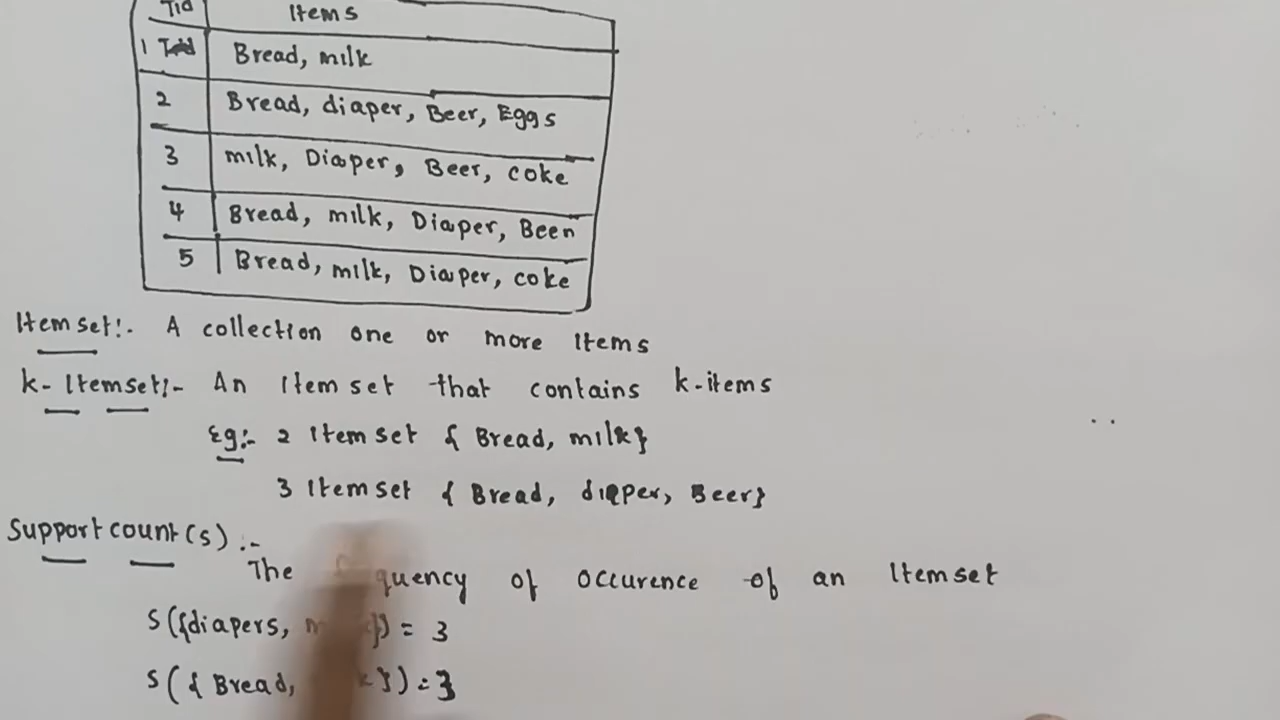 Tid Items
1 Bread, milk
2 Bread, diaper, Beer, Eggs
3 milk, Diaper, Beer, coke
4 Bread, milk, Diaper, Been
5 Bread, milk, Diaper, coke
Itemset:- A collection one or more Items
k-Itemset:- An Itemset that contains k-items
Eg:- 2 Itemset { Bread, milk}
3 Itemset { Bread, diaper, Beer}
Support count(s) :-
The of occurence of an Itemset
S({diapers, }) = 3
S({ Bread, }) = 3